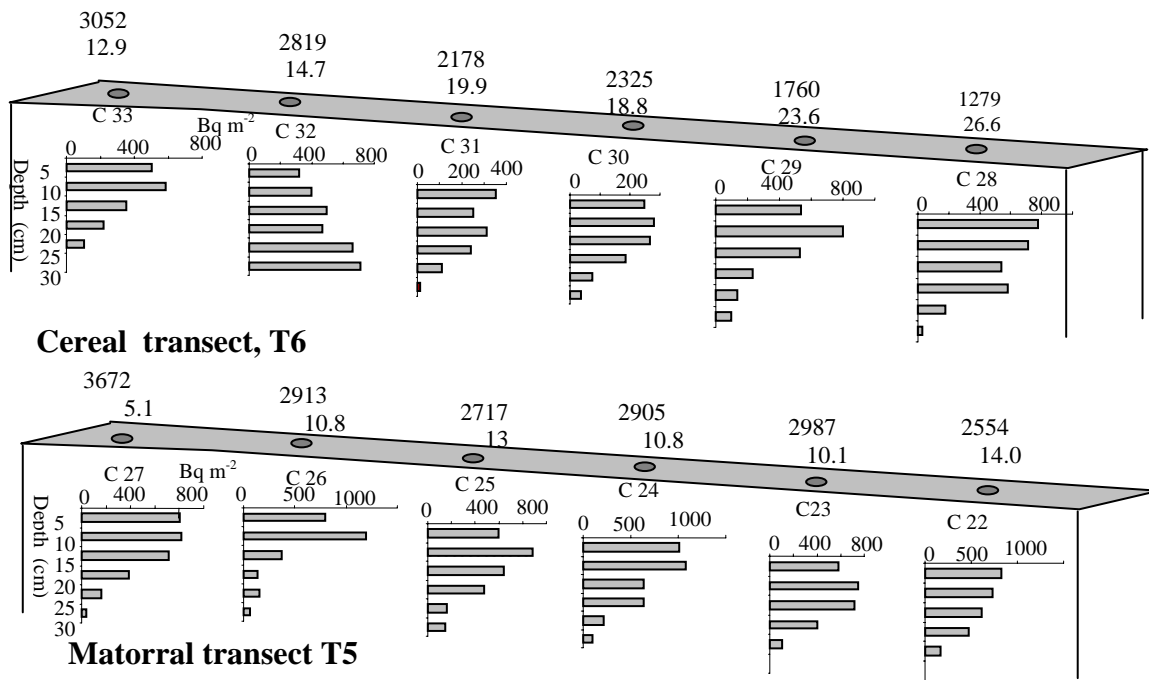 3052
12.9
2819
14.7
2178
19.9
2325
18.8
1760
23.6
1279
26.6
C 33
Bq m-2
C 32
C 31
C 30
C 29
C 28
0 400 800
0 400 800
0 200 400
0 200
0 400 800
0 400 800
Depth (cm)
5
10
15
20
25
30
Cereal transect, T6
3672
5.1
2913
10.8
2717
13
2905
10.8
2987
10.1
2554
14.0
C 27
Bq m-2
C 26
C 25
C 24
C23
C 22
0 400 800
0 500 1000
0 400 800
0 500 1000
0 400 800
0 500 1000
Depth (cm)
5
10
15
20
25
30
Matorral transect T5